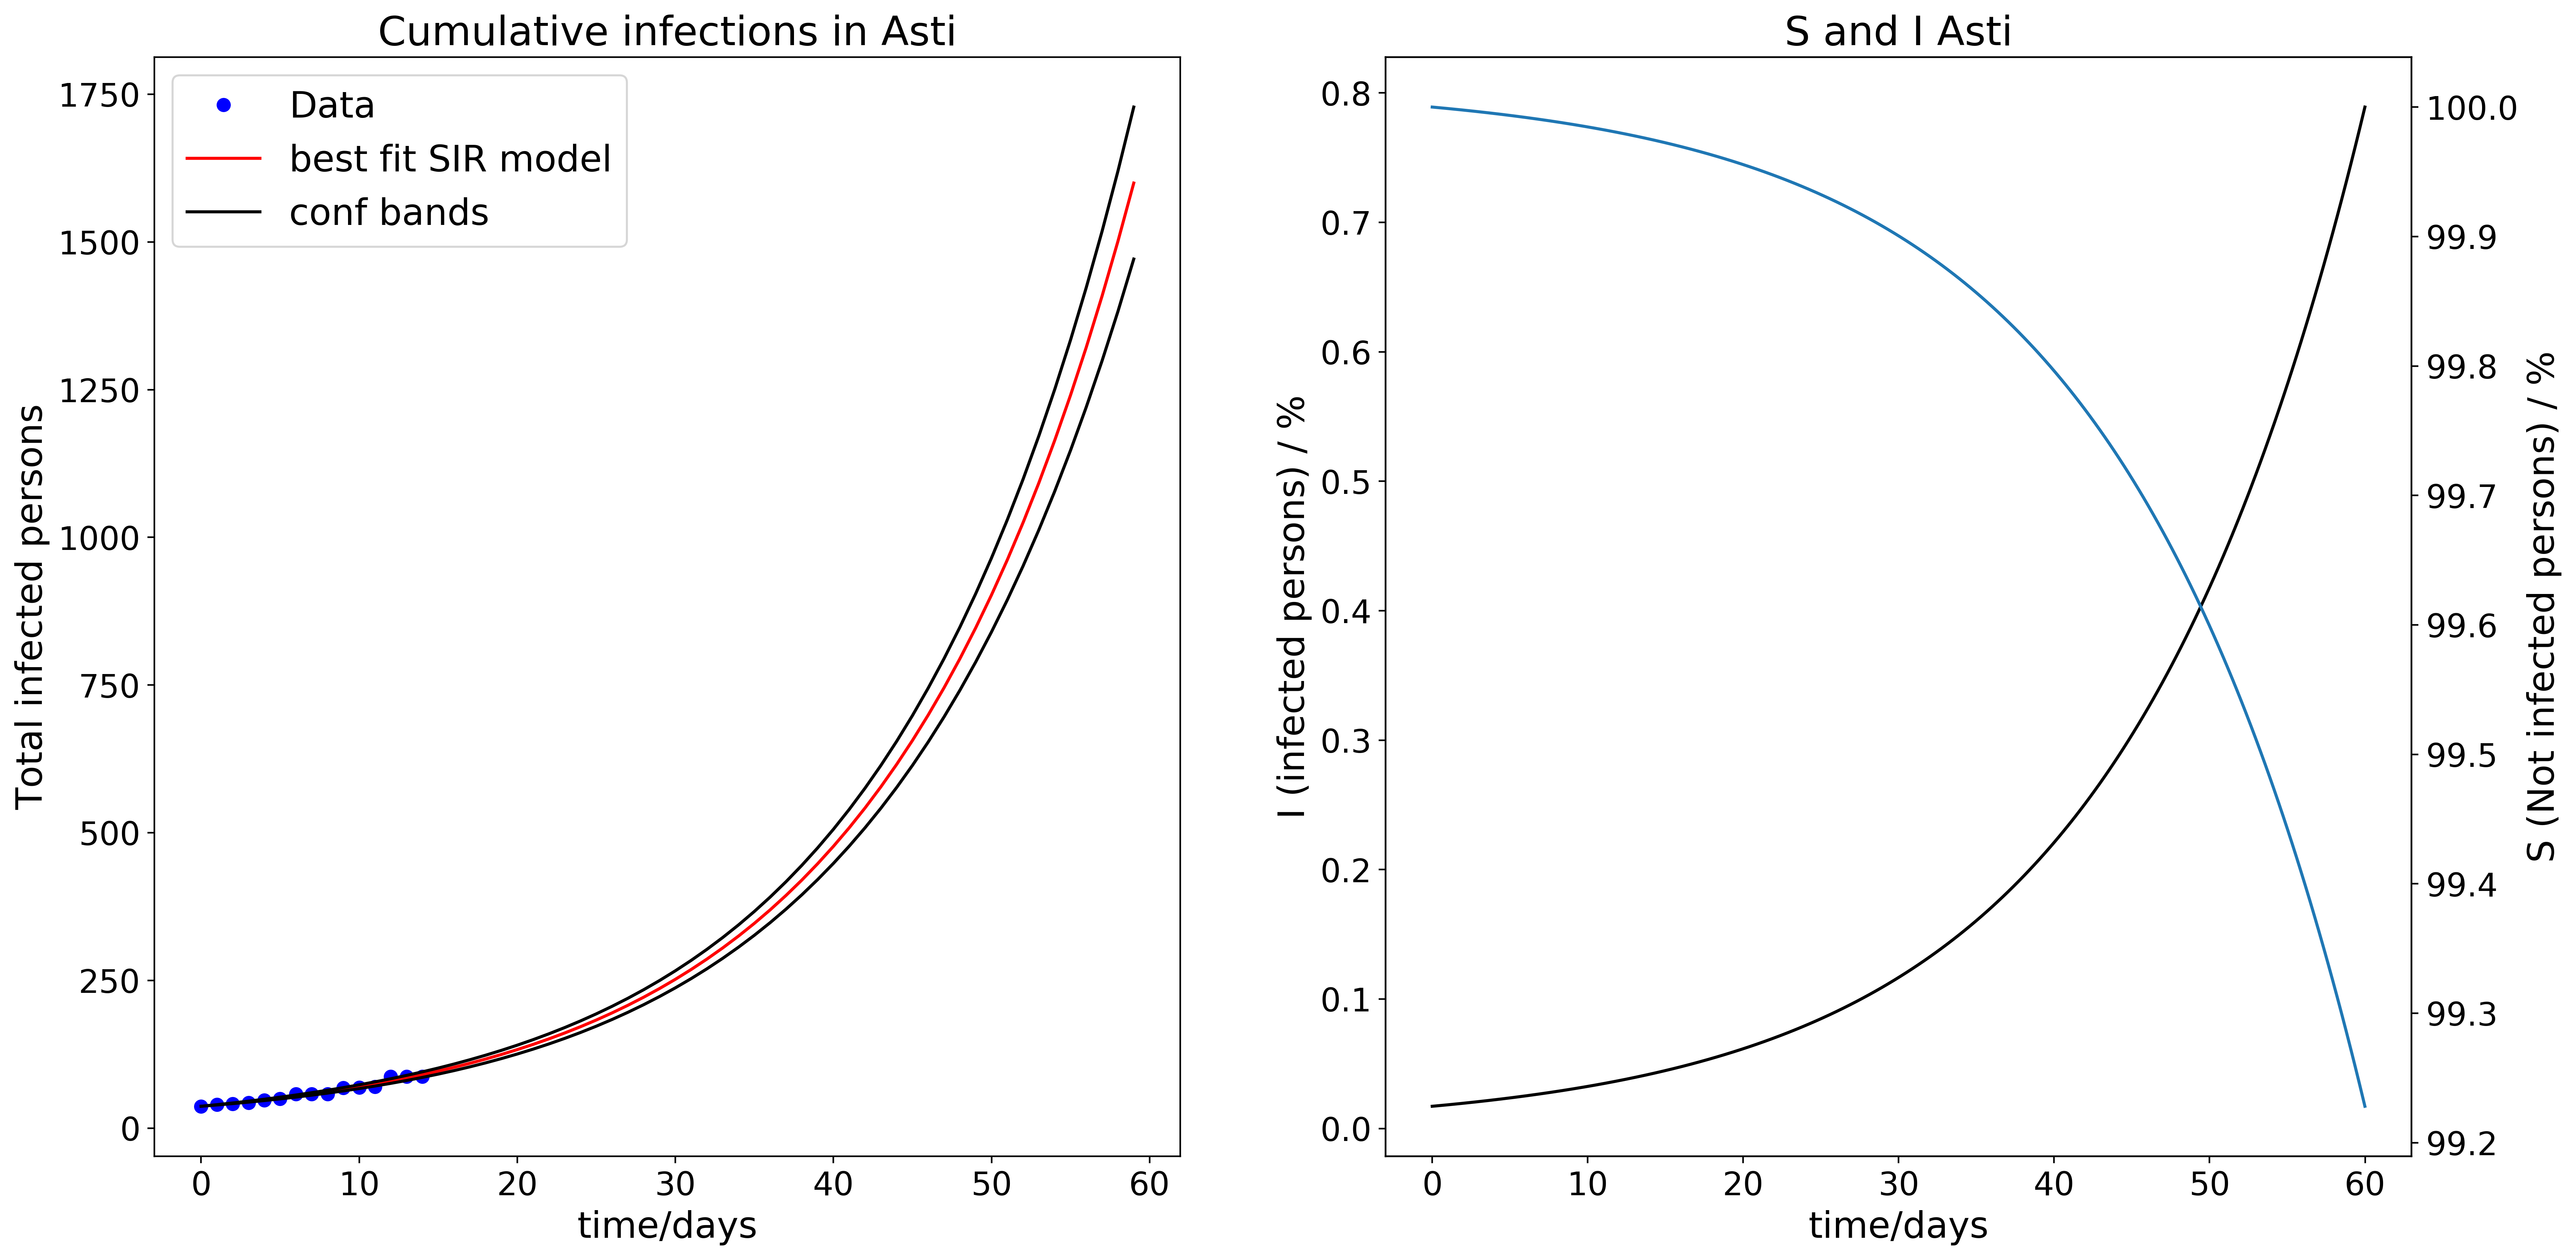 Cumulative infections in Asti
Data
best fit SIR model
conf bands
Total infected persons
1750
1500
1250
1000
750
500
250
0
0 10 20 30 40 50 60
time/days
S and I Asti
I (infected persons) / %
0.8
0.7
0.6
0.5
0.4
0.3
0.2
0.1
0.0
0 10 20 30 40 50 60
time/days
100.0
99.9
99.8
99.7
99.6
99.5
99.4
99.3
99.2
S (Not infected persons) / %